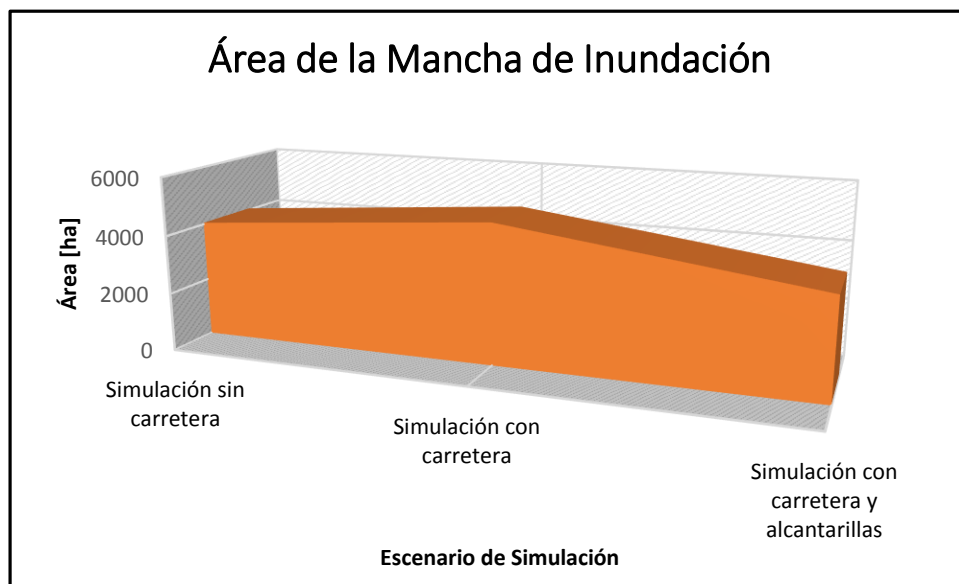 Área de la Mancha de Inundación
6000
4000
2000
0
Área [ha]
Simulación sin
carretera
Simulación con
carretera
Simulación con
carretera y
alcantarillas
Escenario de Simulación